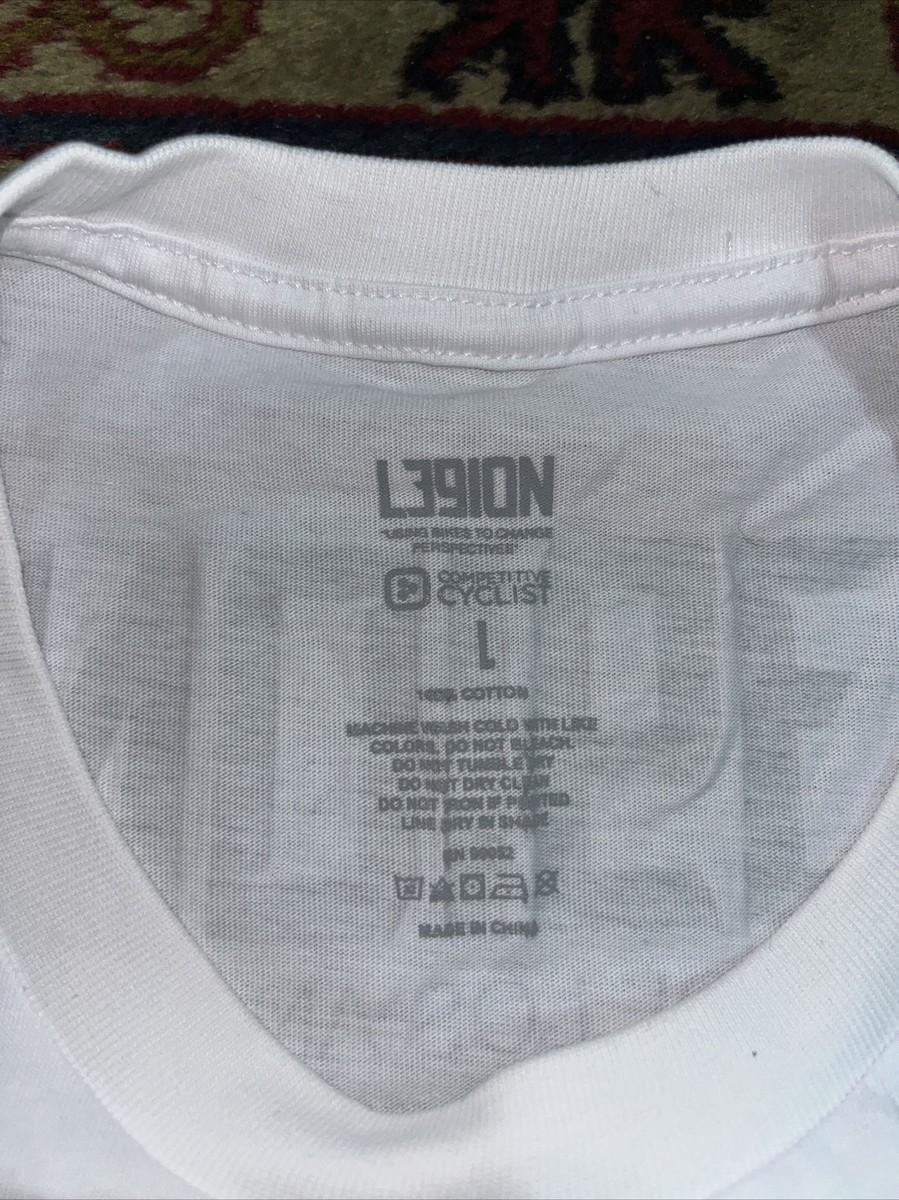 L39ION
"USING BIKES TO CHANGE
PERSPECTIVES"
COMPETITIVE
CYCLIST
L
100% COTTON
MACHINE WASH COLD WITH LIKE
COLORS. DO NOT BLEACH.
DO NOT TUMBLE DRY
DO NOT DRY CLEAN
DO NOT IRON IF PRINTED
LINE DRY IN SHADE
MADE IN CHINA